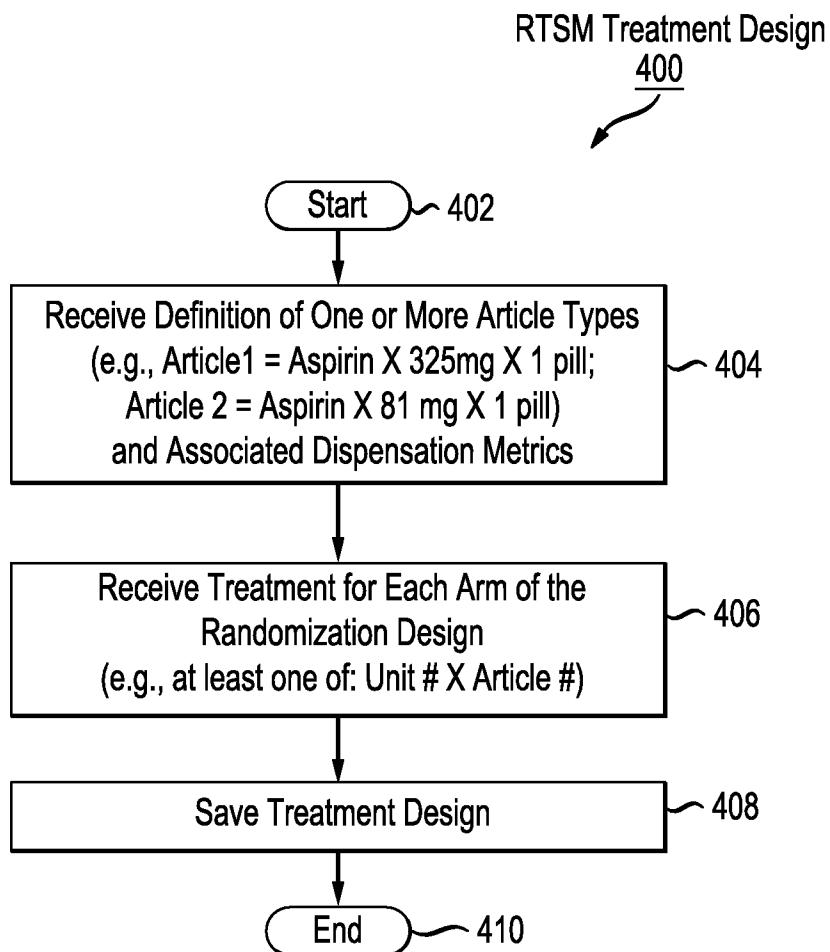 RTSM Treatment Design
400
Start
402
Receive Definition of One or More Article Types
(e.g., Article1 = Aspirin X 325mg X 1 pill;
Article 2 = Aspirin X 81 mg X 1 pill)
and Associated Dispensation Metrics
404
Receive Treatment for Each Arm of the
Randomization Design
(e.g., at least one of: Unit # X Article #)
406
Save Treatment Design
408
End
410